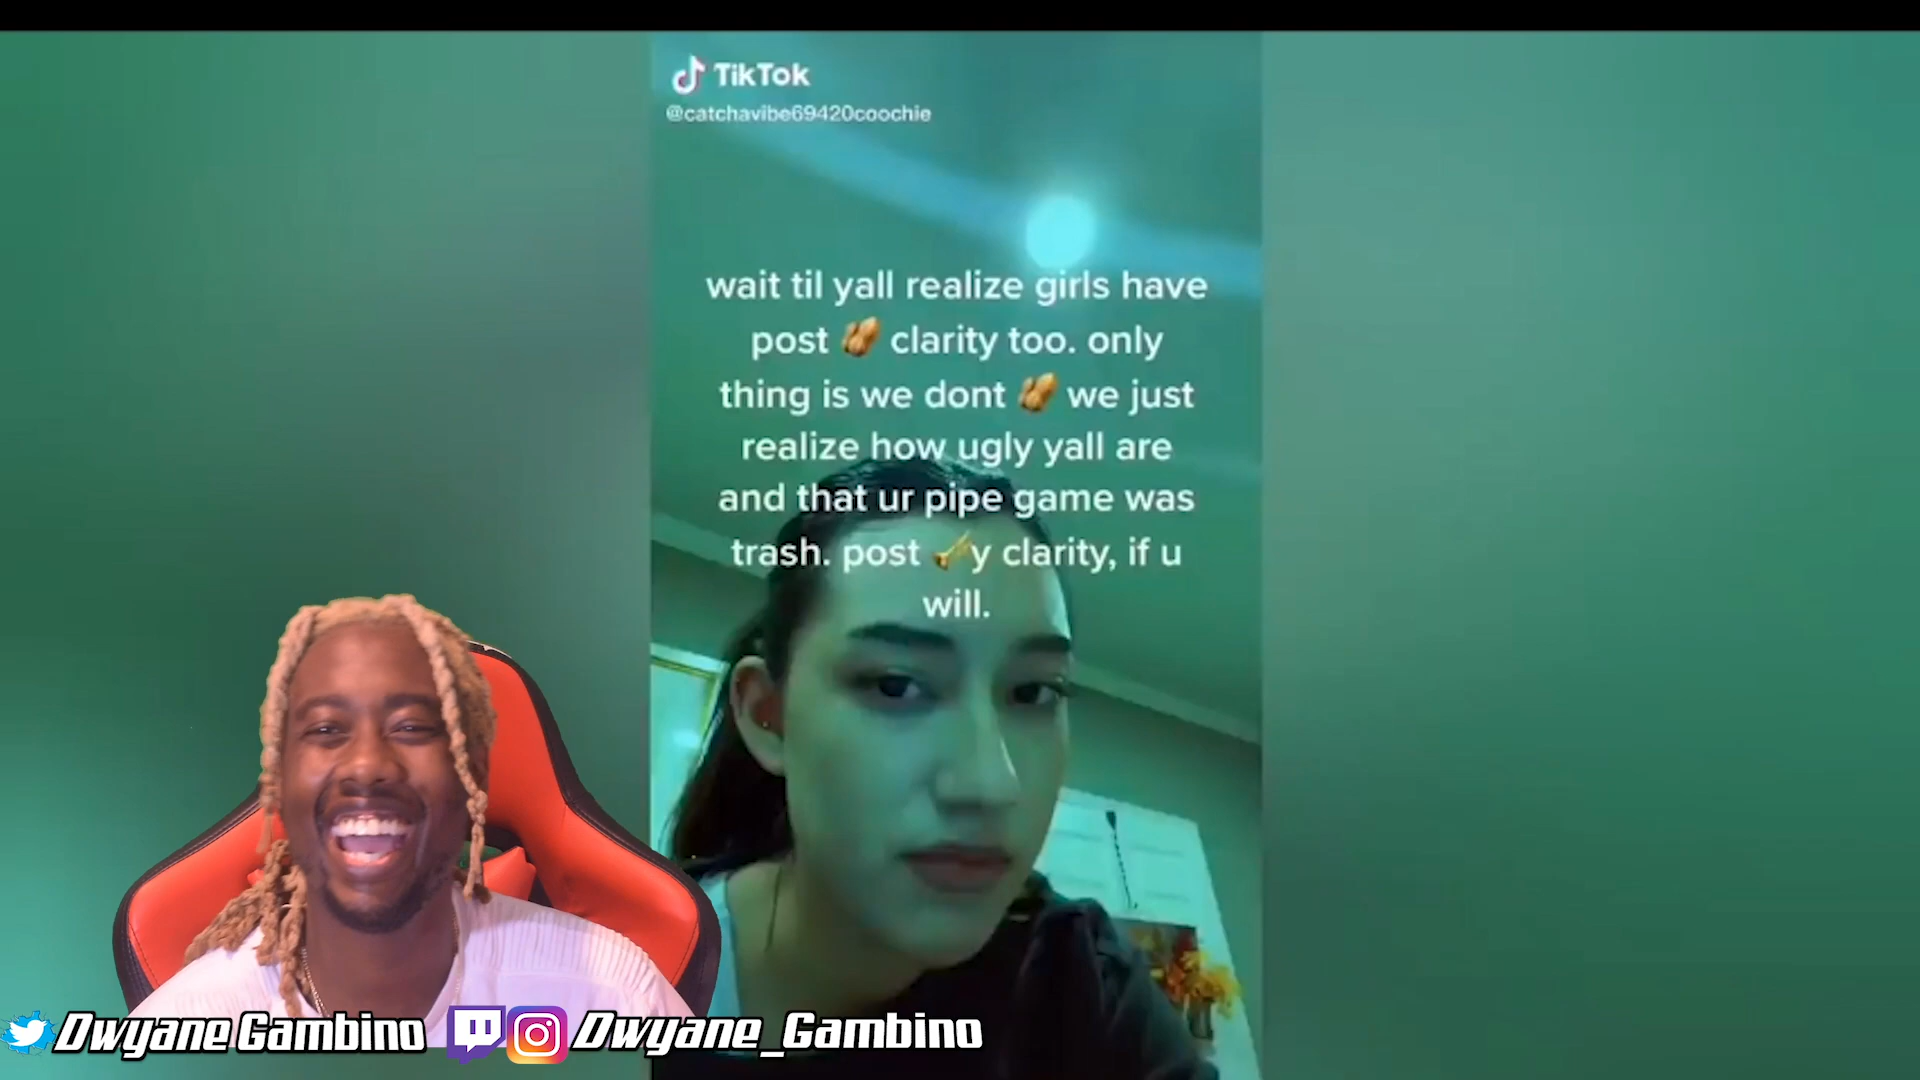 TikTok
@catchavibe69420coochie
wait til yall realize girls have
post 🥜 clarity too. only
thing is we dont 🥜 we just
realize how ugly yall are
and that ur pipe game was
trash. post 🎺y clarity, if u
will.
Dwyane Gambino
Dwyane_Gambino